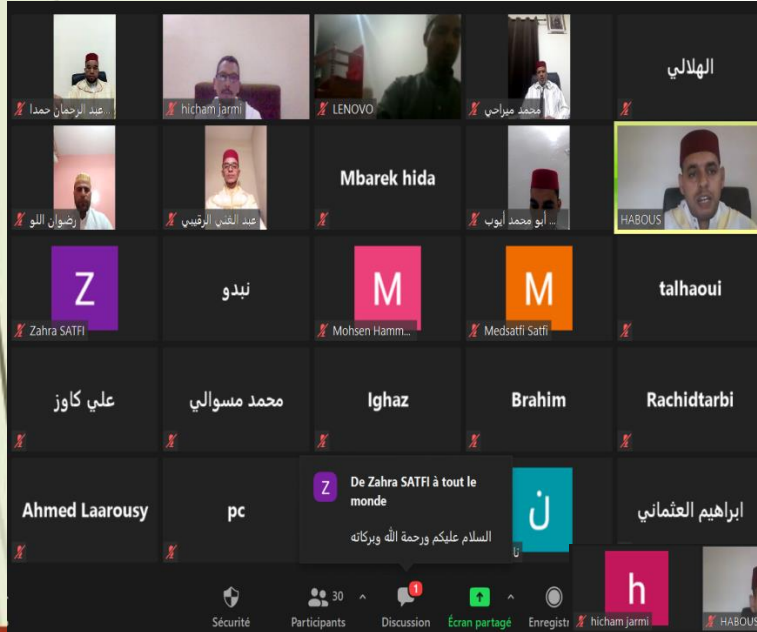 عبد الرحمان حمدا...
hicham jarmi
LENOVO
محمد ميراحي
الهلالي
رضوان اللو
عبد الغني الرقيبي
Mbarek hida
أبو محمد أيوب ...
HABOUS
Z
Zahra SATFI
نبدو
M
Mohsen Hamm...
M
Medsatfi Satfi
talhaoui
علي كاوز
محمد مسوالي
Ighaz
Brahim
Rachidtarbi
Ahmed Laarousy
pc
Z
De Zahra SATFI à tout le
monde
السلام عليكم ورحمة الله وبركاته
ن
ابراهيم العثماني
Sécurité
30
Participants
1
Discussion
Écran partagé
Enregistr
h
hicham jarmi
HABOUS